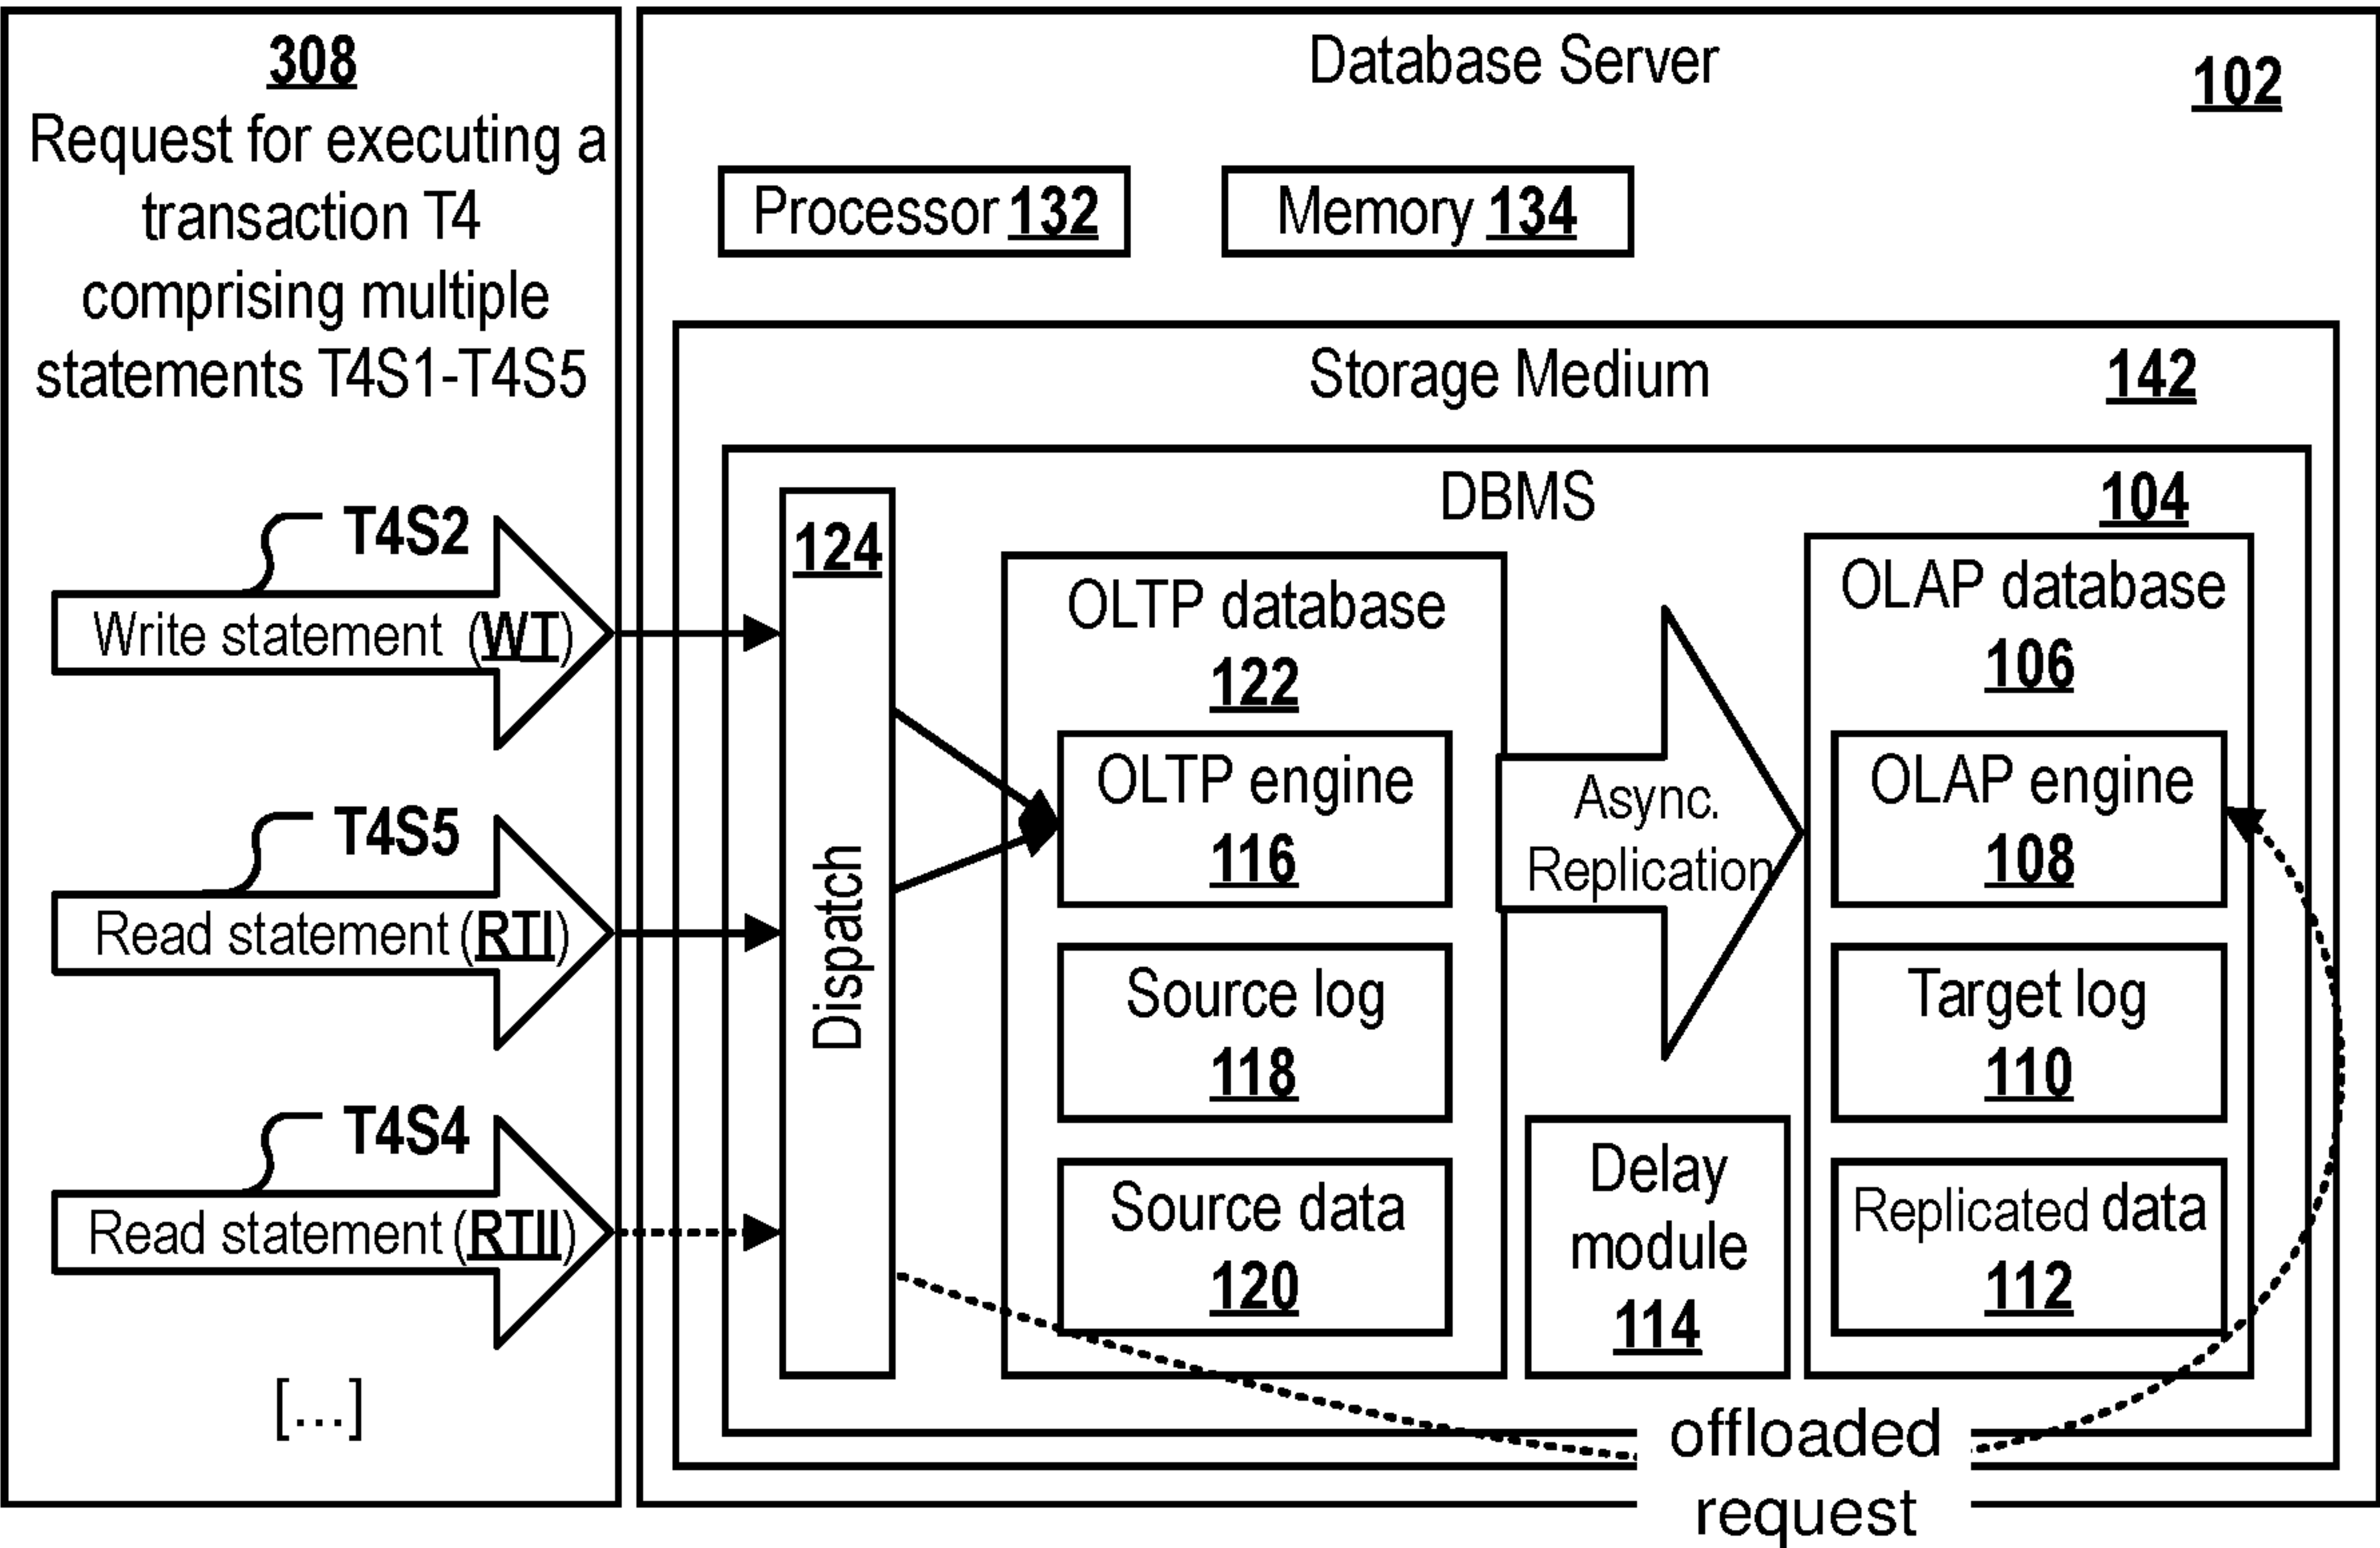 308
Request for executing a
transaction T4
comprising multiple
statements T4S1-T4S5
T4S2
Write statement (WT)
T4S5
Read statement (RTI)
T4S4
Read statement (RTII)
[...]
Database Server
102
Processor 132
Memory 134
Storage Medium
142
DBMS
104
124
Dispatch
OLTP database
122
OLTP engine
116
Source log
118
Source data
120
Async.
Replication
Delay
module
114
OLAP database
106
OLAP engine
108
Target log
110
Replicated data
112
offloaded
request